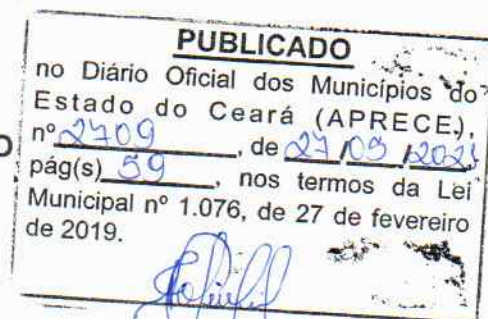 PUBLICADO
no Diário Oficial dos Municípios do
Estado do Ceará (APRECE),
O nº 2709, de 27/05/2021
pág(s) 59, nos termos da Lei
Municipal nº 1.076, de 27 de fevereiro
de 2019.